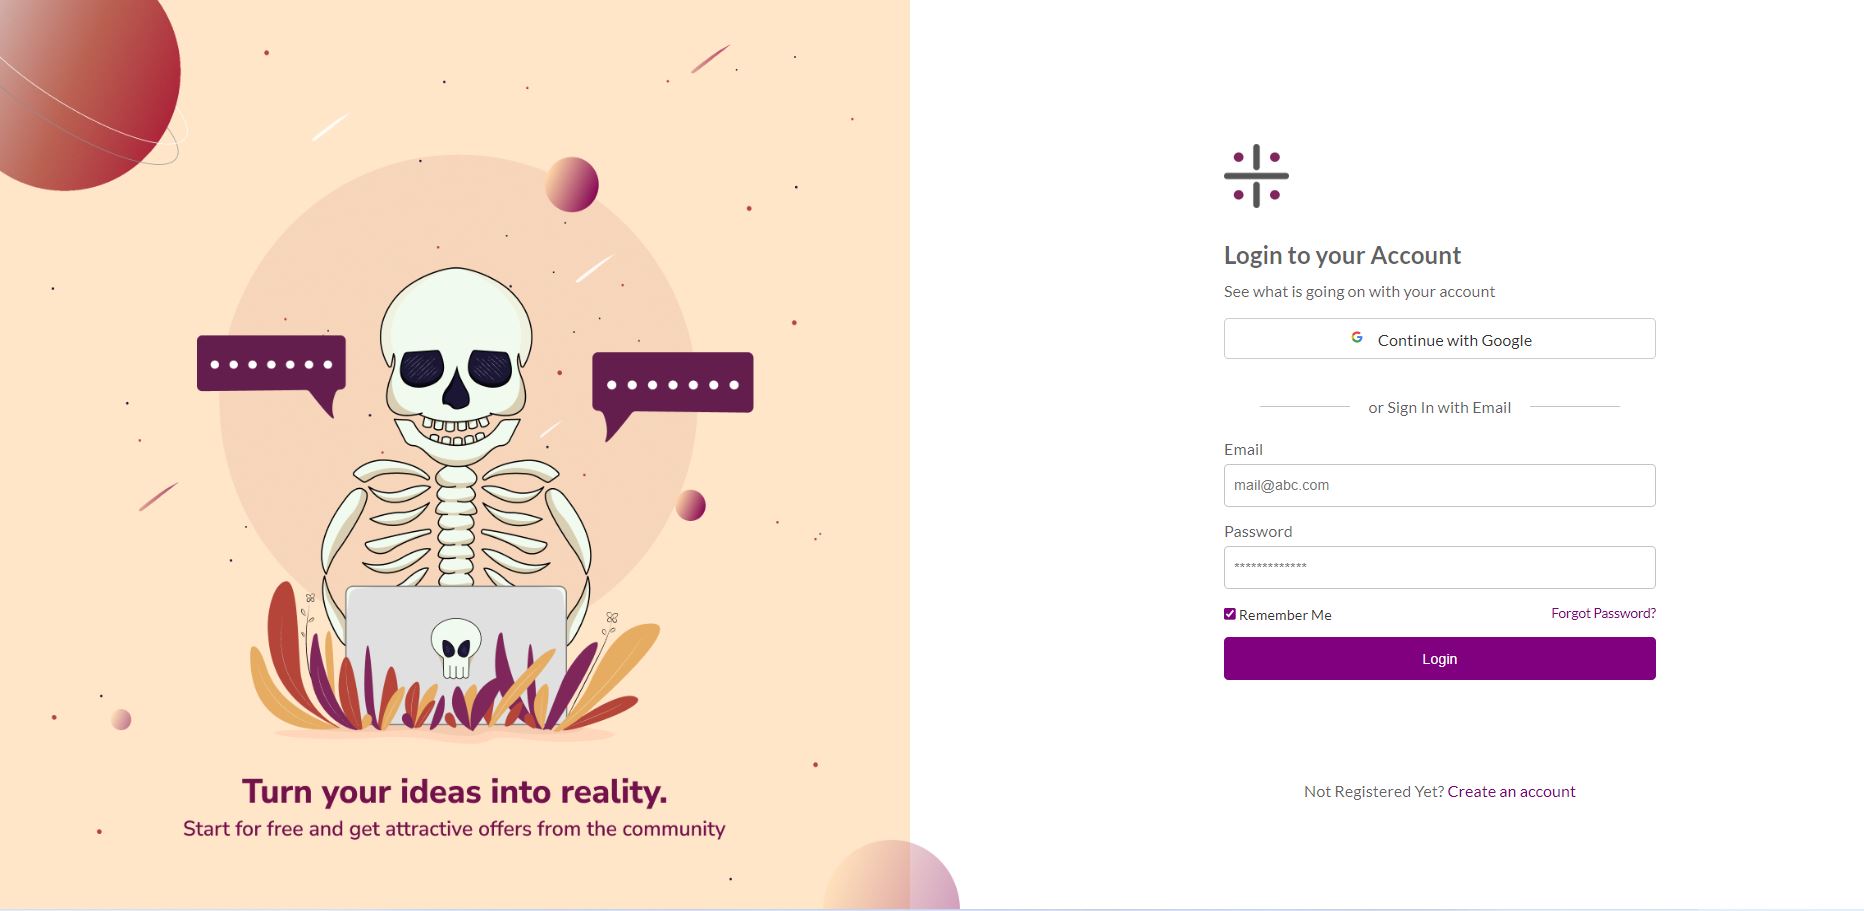 Turn your ideas into reality.
Start for free and get attractive offers from the community
Login to your Account
See what is going on with your account
Continue with Google
or Sign In with Email
Email
mail@abc.com
Password
*************
Remember Me
Forgot Password?
Login
Not Registered Yet? Create an account